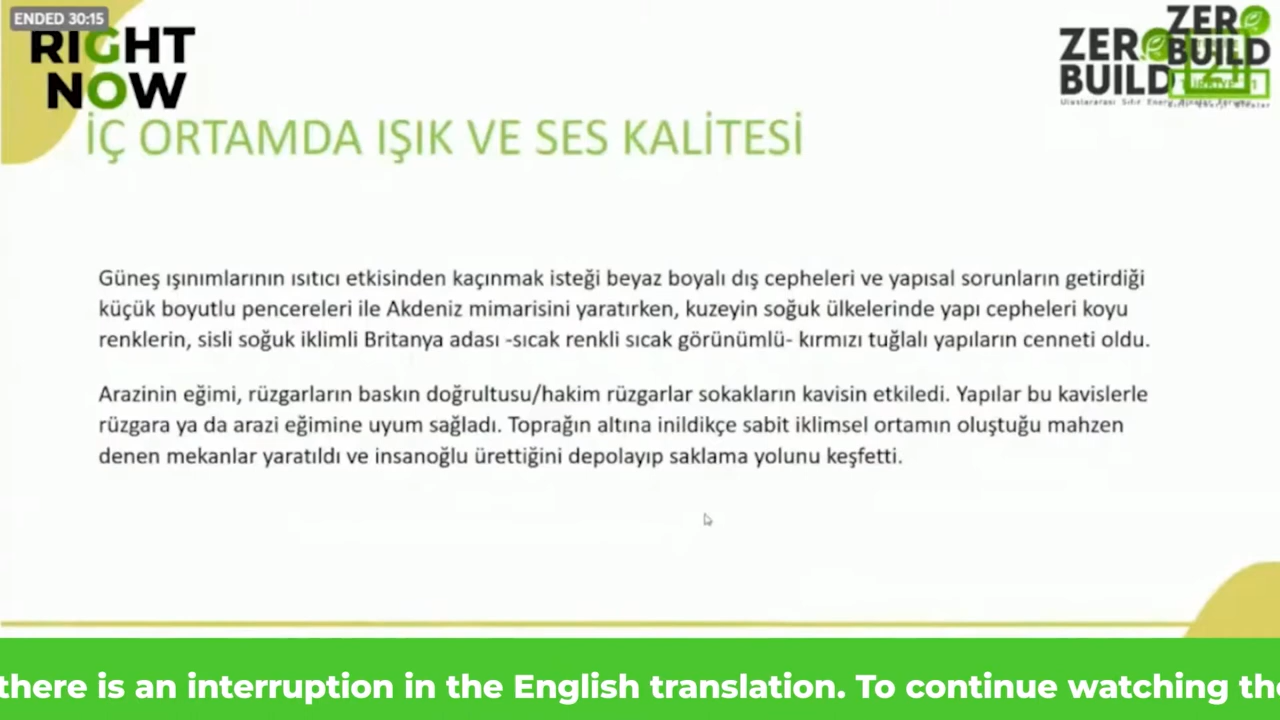 ENDED 30:15
RIGHT
NOW
ZERO
BUILD
ZERO
BUILD
Uluslararası Sıfır Enerji Binalar Forumu
İÇ ORTAMDA IŞIK VE SES KALİTESİ
Güneş ışınımlarının ısıtıcı etkisinden kaçınmak isteği beyaz boyalı dış cepheleri ve yapısal sorunların getirdiği
küçük boyutlu pencereleri ile Akdeniz mimarisini yaratırken, kuzeyin soğuk ülkelerinde yapı cepheleri koyu
renklerin, sisli soğuk iklimli Britanya adası -sıcak renkli sıcak görünümlü- kırmızı tuğlalı yapıların cenneti oldu.
Arazinin eğimi, rüzgarların baskın doğrultusu/hakim rüzgarlar sokakların kavisin etkiledi. Yapılar bu kavislerle
rüzgara ya da arazi eğimine uyum sağladı. Toprağın altına inildikçe sabit iklimsel ortamın oluştuğu mahzen
denen mekanlar yaratıldı ve insanoğlu ürettiğini depolayıp saklama yolunu keşfetti.
there is an interruption in the English translation. To continue watching the